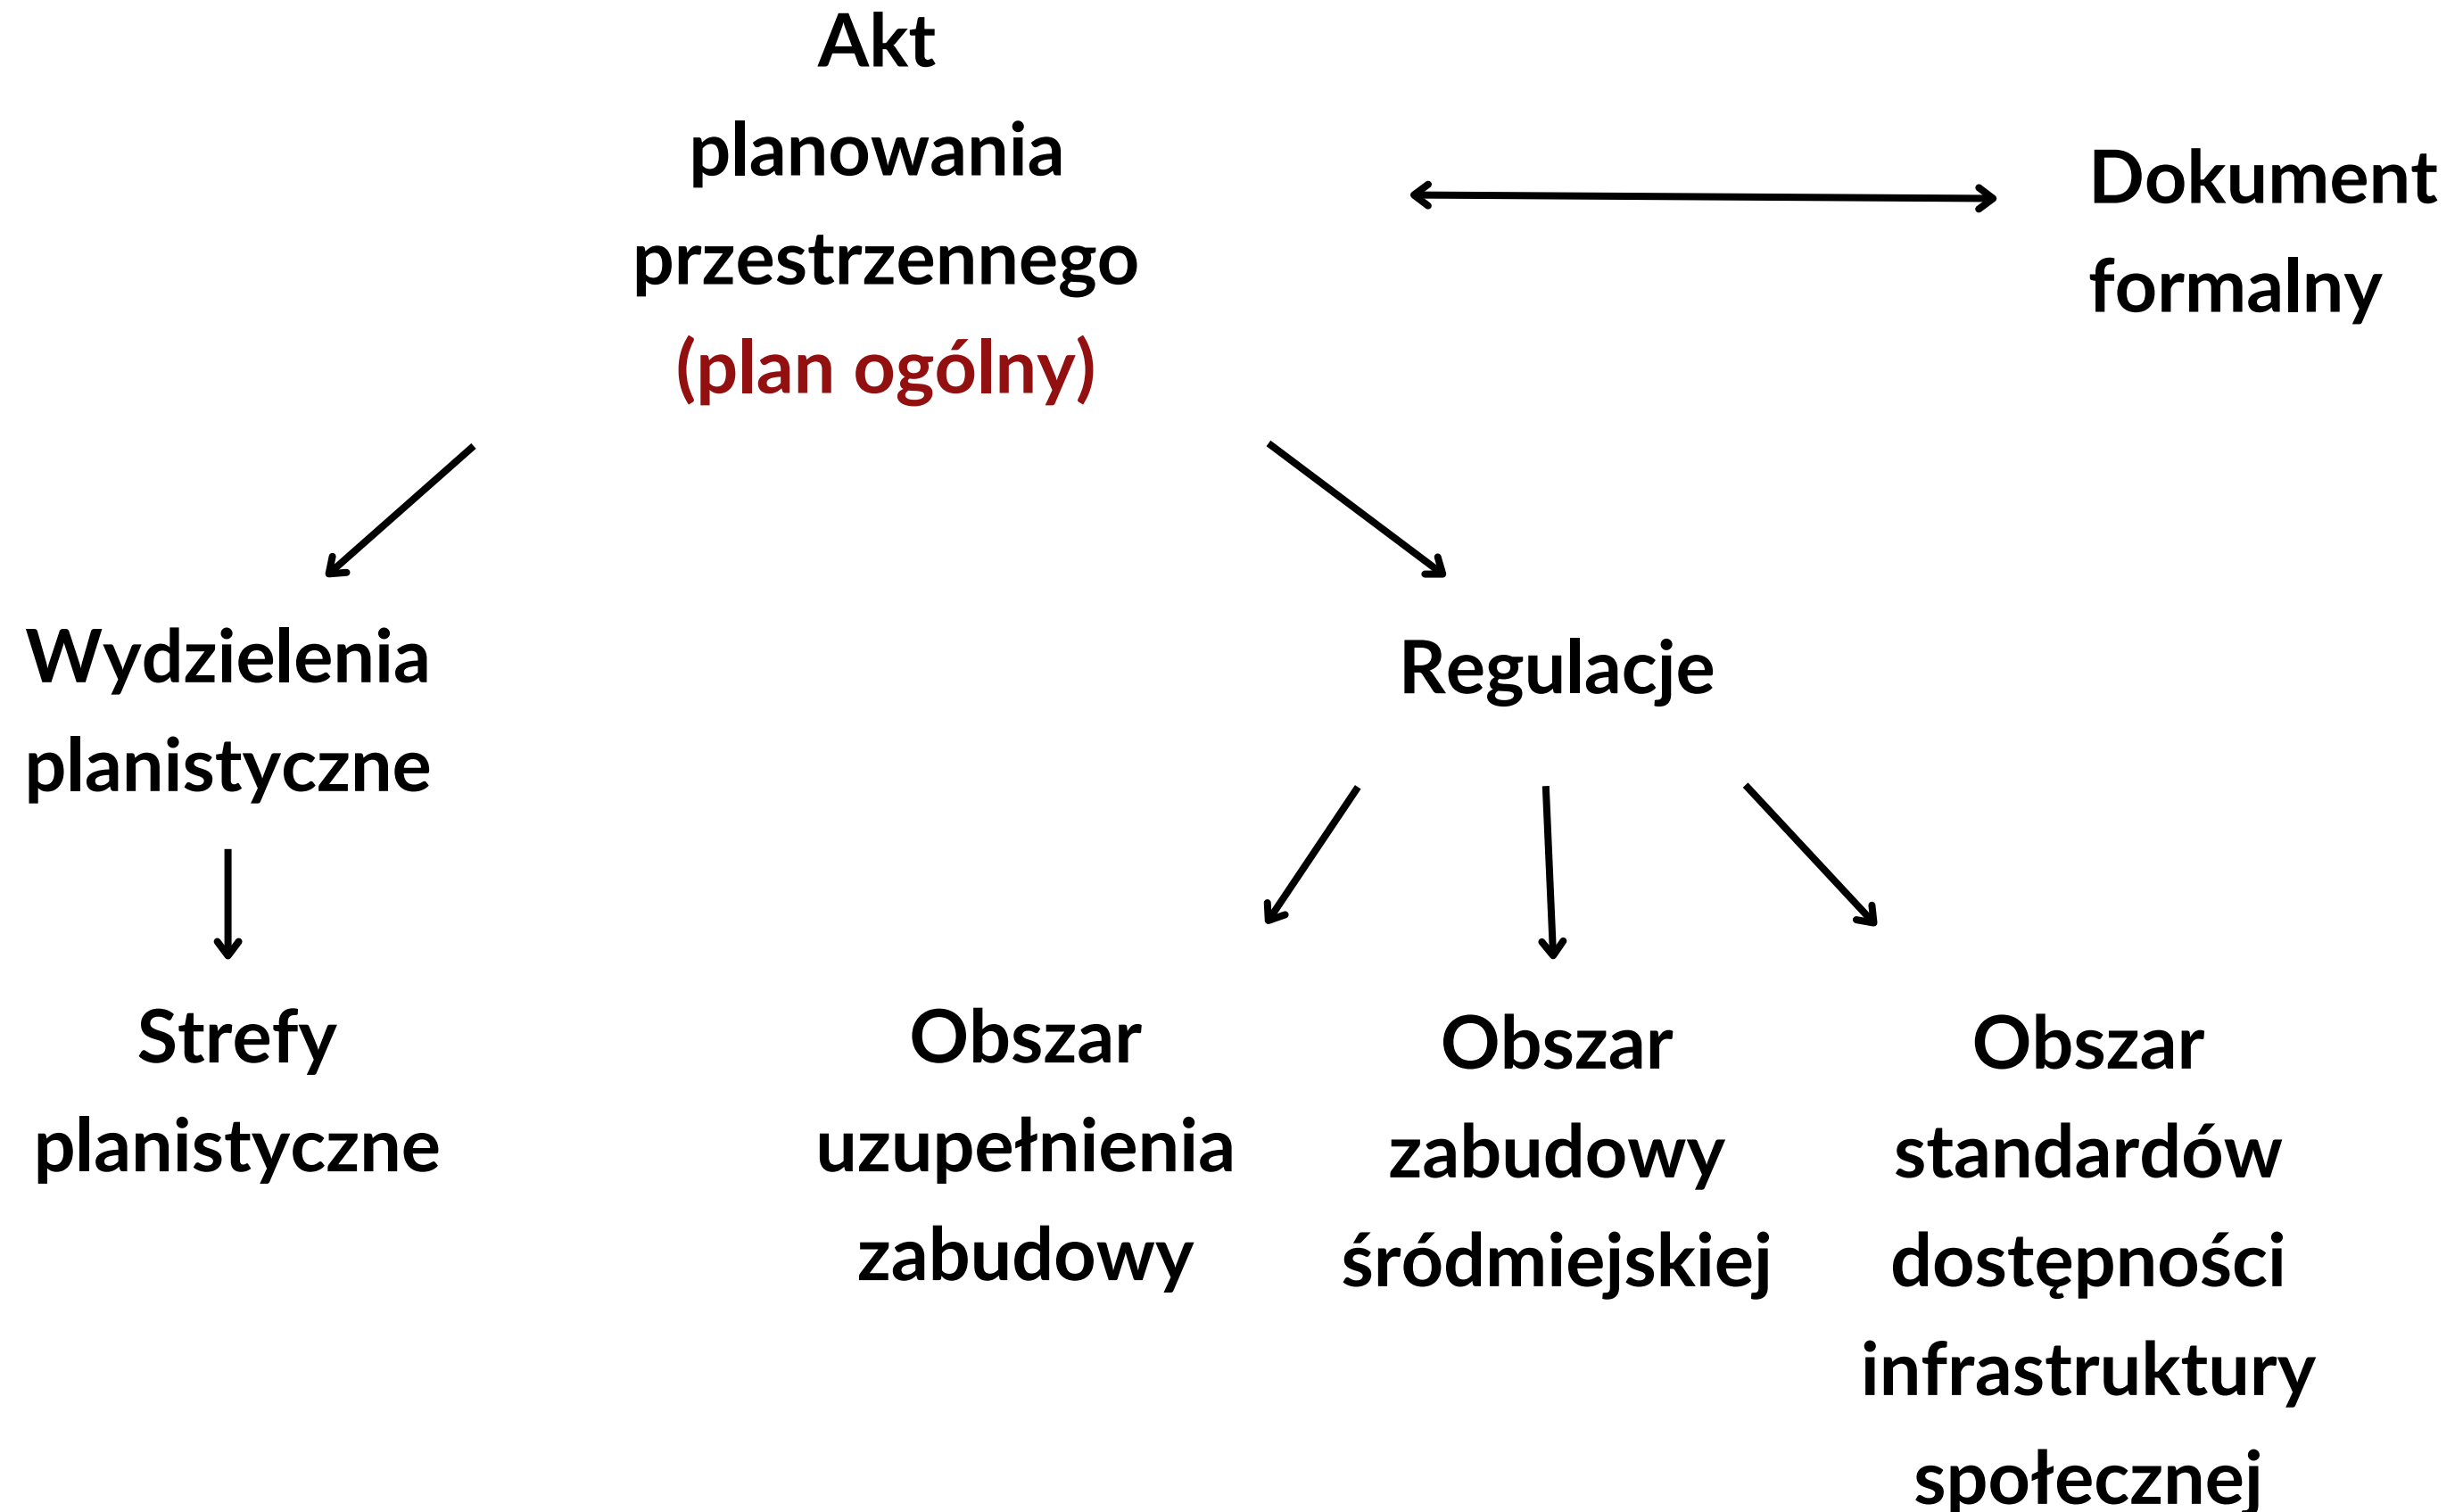 Akt
planowania
przestrzennego
(plan ogólny)
Dokument
formalny
Wydzielenia
planistyczne
Regulacje
Strefy
planistyczne
Obszar
uzupełnienia
zabudowy
Obszar
zabudowy
śródmiejskiej
Obszar
standardów
dostępności
infrastruktury
społecznej